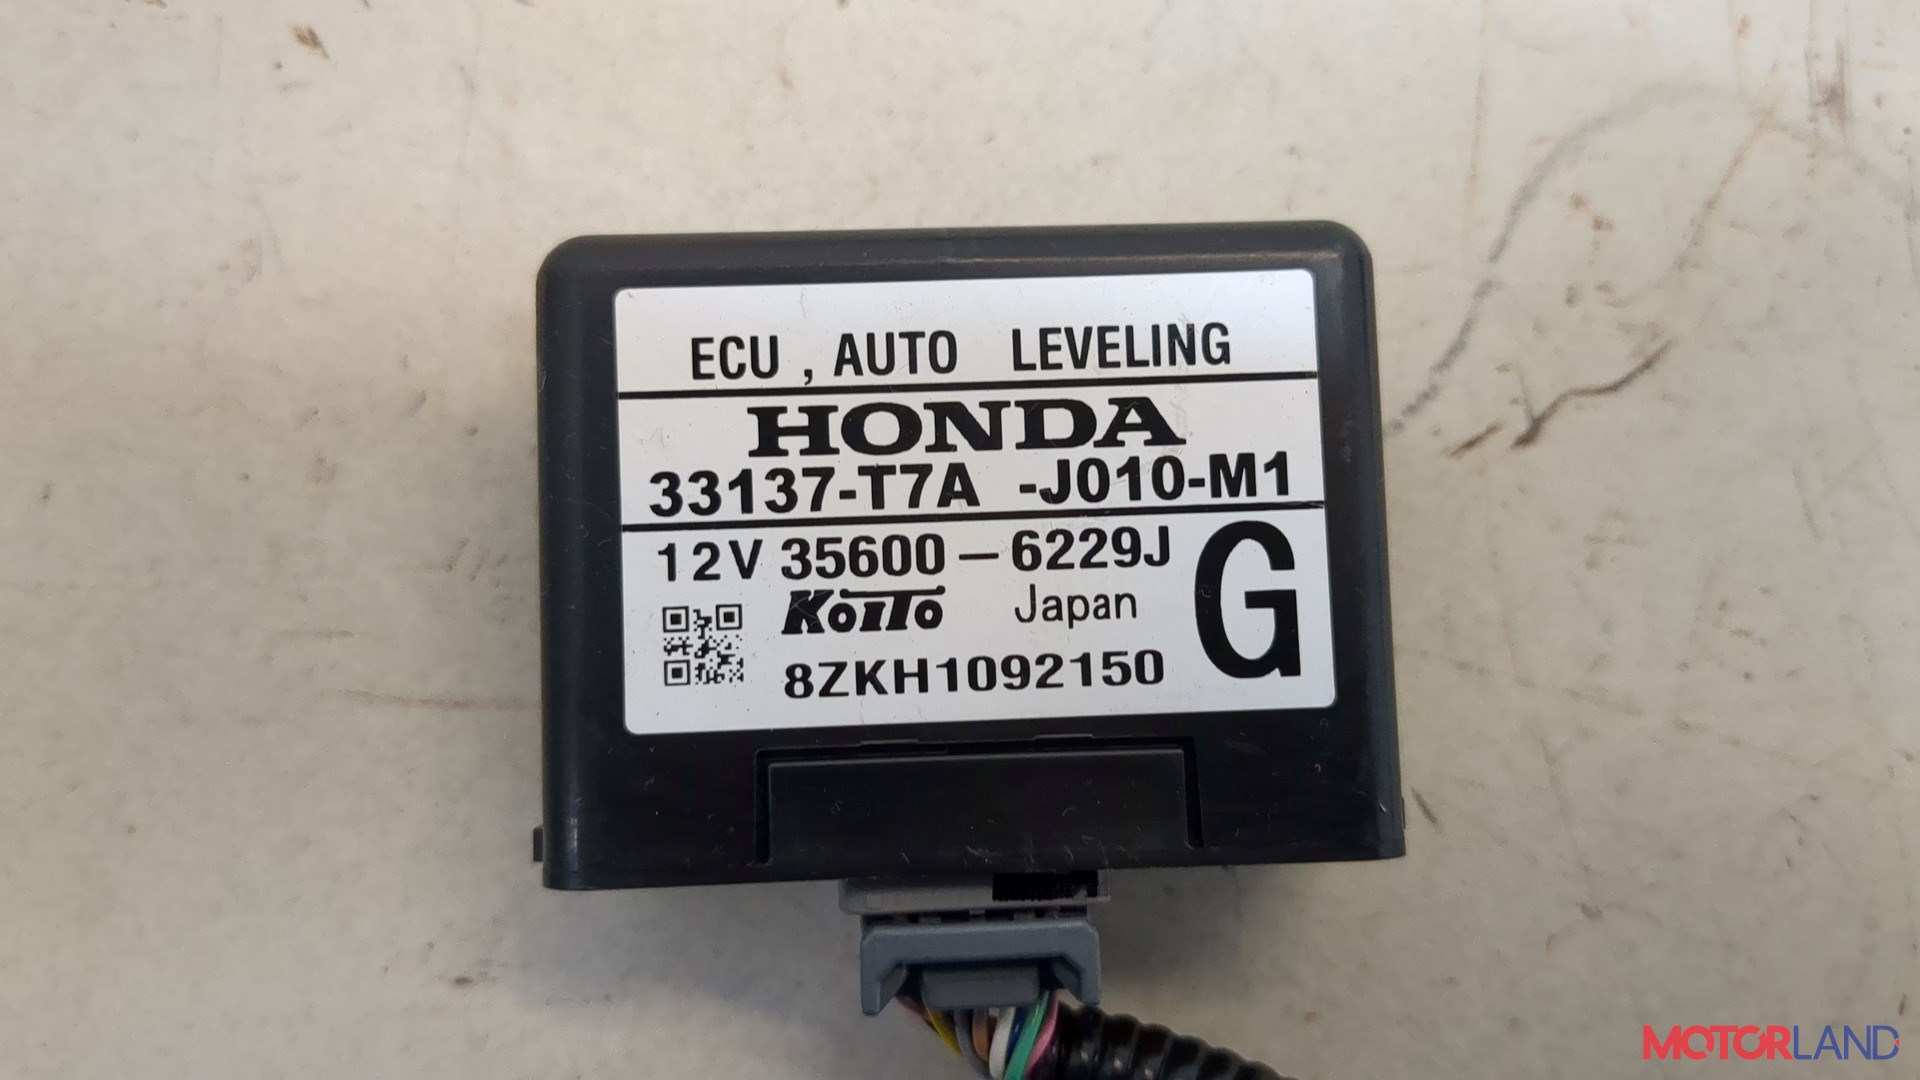 ECU , AUTO LEVELING
HONDA
33137-T7A -J010-M1
12V 35600-6229J
KOITO Japan
G
8ZKH1092150
MOTORLAND